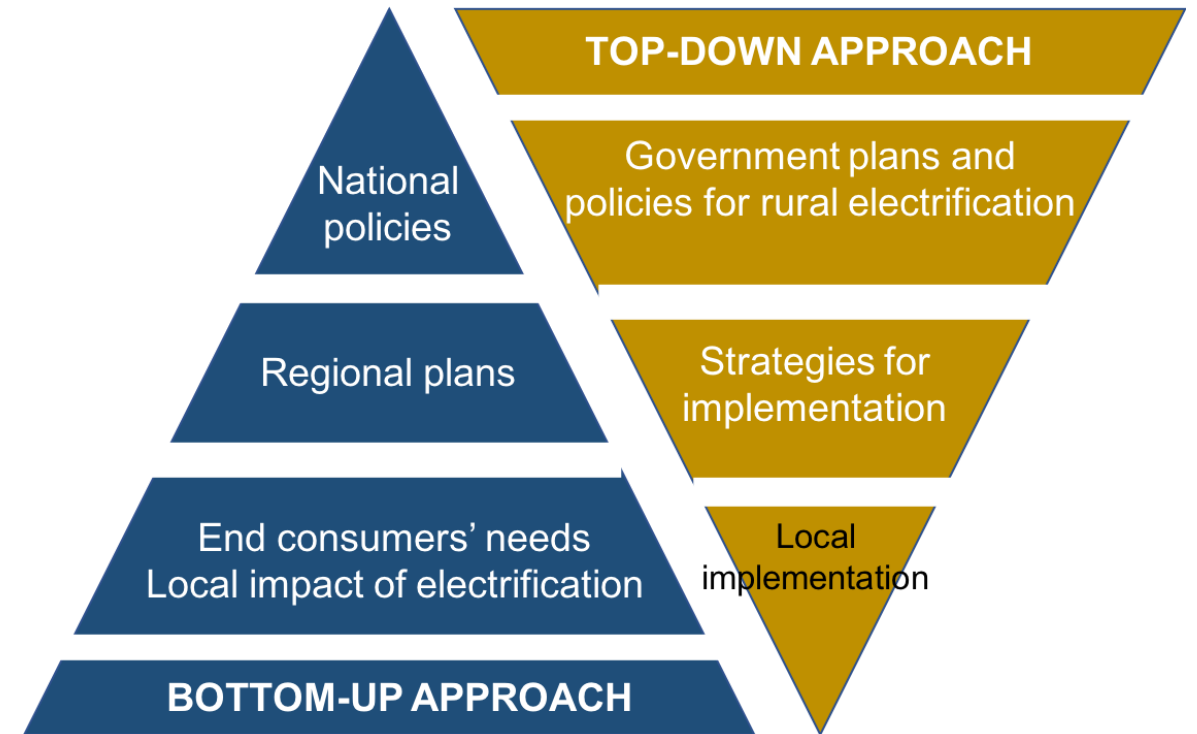 National
policies
Regional plans
End consumers’ needs
Local impact of electrification
BOTTOM-UP APPROACH
TOP-DOWN APPROACH
Government plans and
policies for rural electrification
Strategies for
implementation
Local
implementation